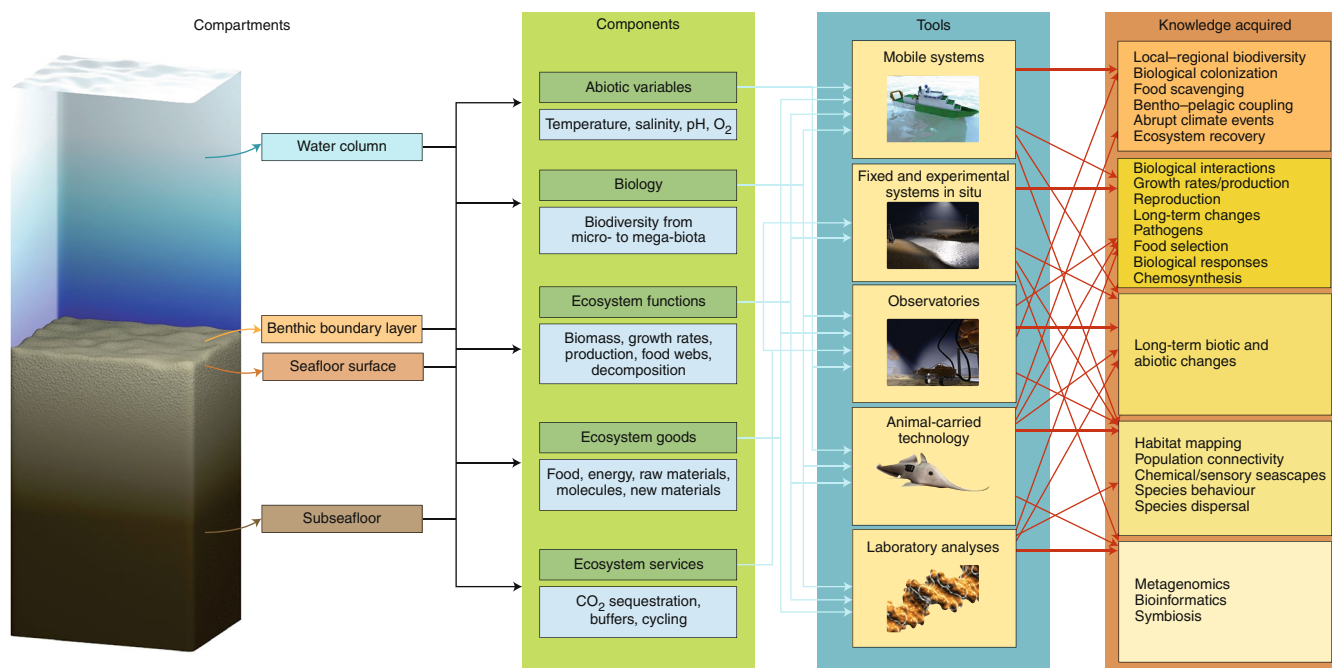 Compartments
Water column
Benthic boundary layer
Seafloor surface
Subseafloor
Components
Abiotic variables
Temperature, salinity, pH, O2
Biology
Biodiversity from
micro- to mega-biota
Ecosystem functions
Biomass, growth rates,
production, food webs,
decomposition
Ecosystem goods
Food, energy, raw materials,
molecules, new materials
Ecosystem services
CO2 sequestration,
buffers, cycling
Tools
Mobile systems
Fixed and experimental
systems in situ
Observatories
Animal-carried
technology
Laboratory analyses
Knowledge acquired
Local–regional biodiversity
Biological colonization
Food scavenging
Bentho–pelagic coupling
Abrupt climate events
Ecosystem recovery
Biological interactions
Growth rates/production
Reproduction
Long-term changes
Pathogens
Food selection
Biological responses
Chemosynthesis
Long-term biotic and
abiotic changes
Habitat mapping
Population connectivity
Chemical/sensory seascapes
Species behaviour
Species dispersal
Metagenomics
Bioinformatics
Symbiosis